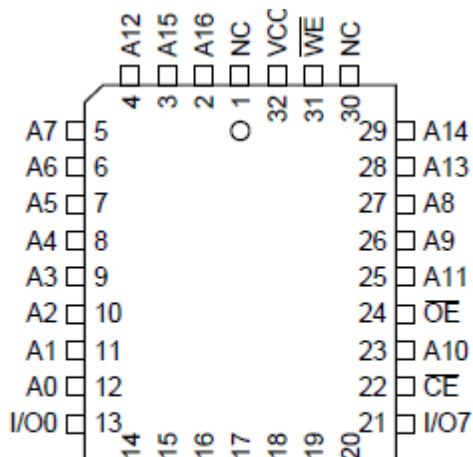 A12 A15 A16 NC VCC WE NC
4 3 2 1 32 31 30
A7 5 29 A14
A6 6 28 A13
A5 7 27 A8
A4 8 26 A9
A3 9 25 A11
A2 10 24 OE
A1 11 23 A10
A0 12 22 CE
I/O0 13 21 I/O7
14 15 16 17 18 19 20